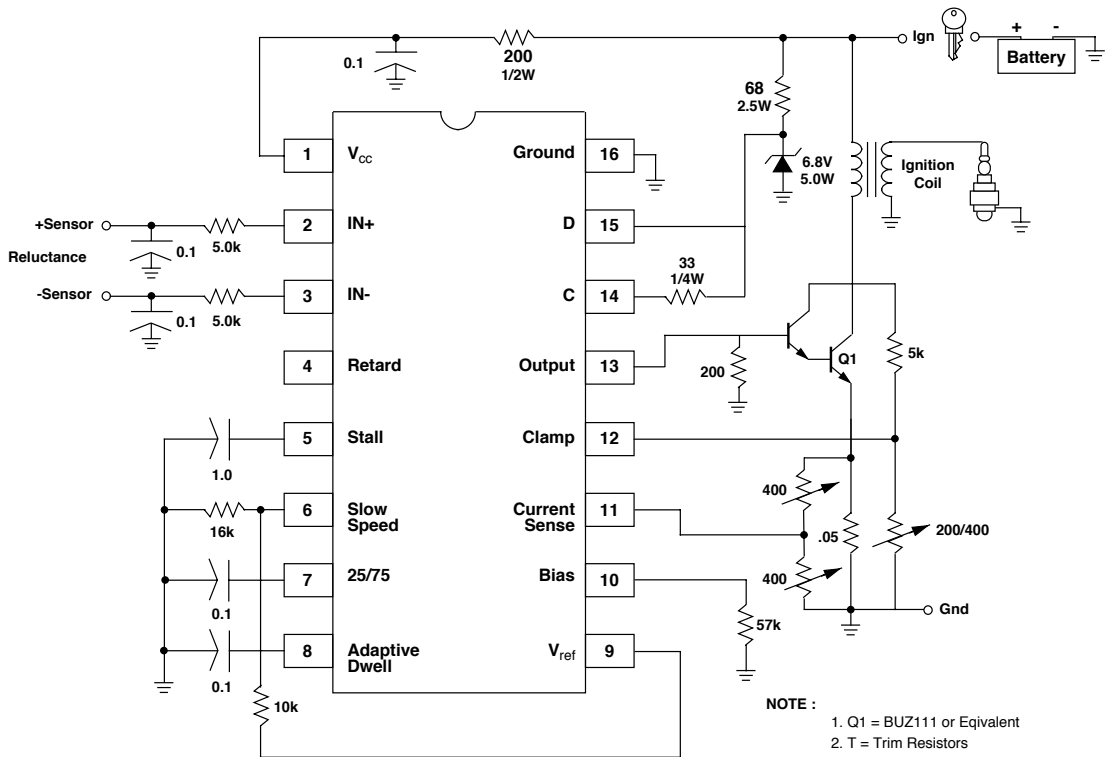 Ign
+ -
Battery
0.1
200
1/2W
68
2.5W
1
V_cc
Ground
16
6.8V
5.0W
Ignition
Coil
+Sensor
0.1
5.0k
2
IN+
D
15
Reluctance
33
1/4W
-Sensor
0.1
5.0k
3
IN-
C
14
4
Retard
Output
13
200
Q1
5k
5
Stall
Clamp
12
1.0
6
Slow
Speed
Current
Sense
11
400
16k
.05
200/400
7
25/75
Bias
10
400
0.1
57k
Gnd
8
Adaptive
Dwell
V_ref
9
0.1
10k
NOTE :
1. Q1 = BUZ111 or Eqivalent
2. T = Trim Resistors